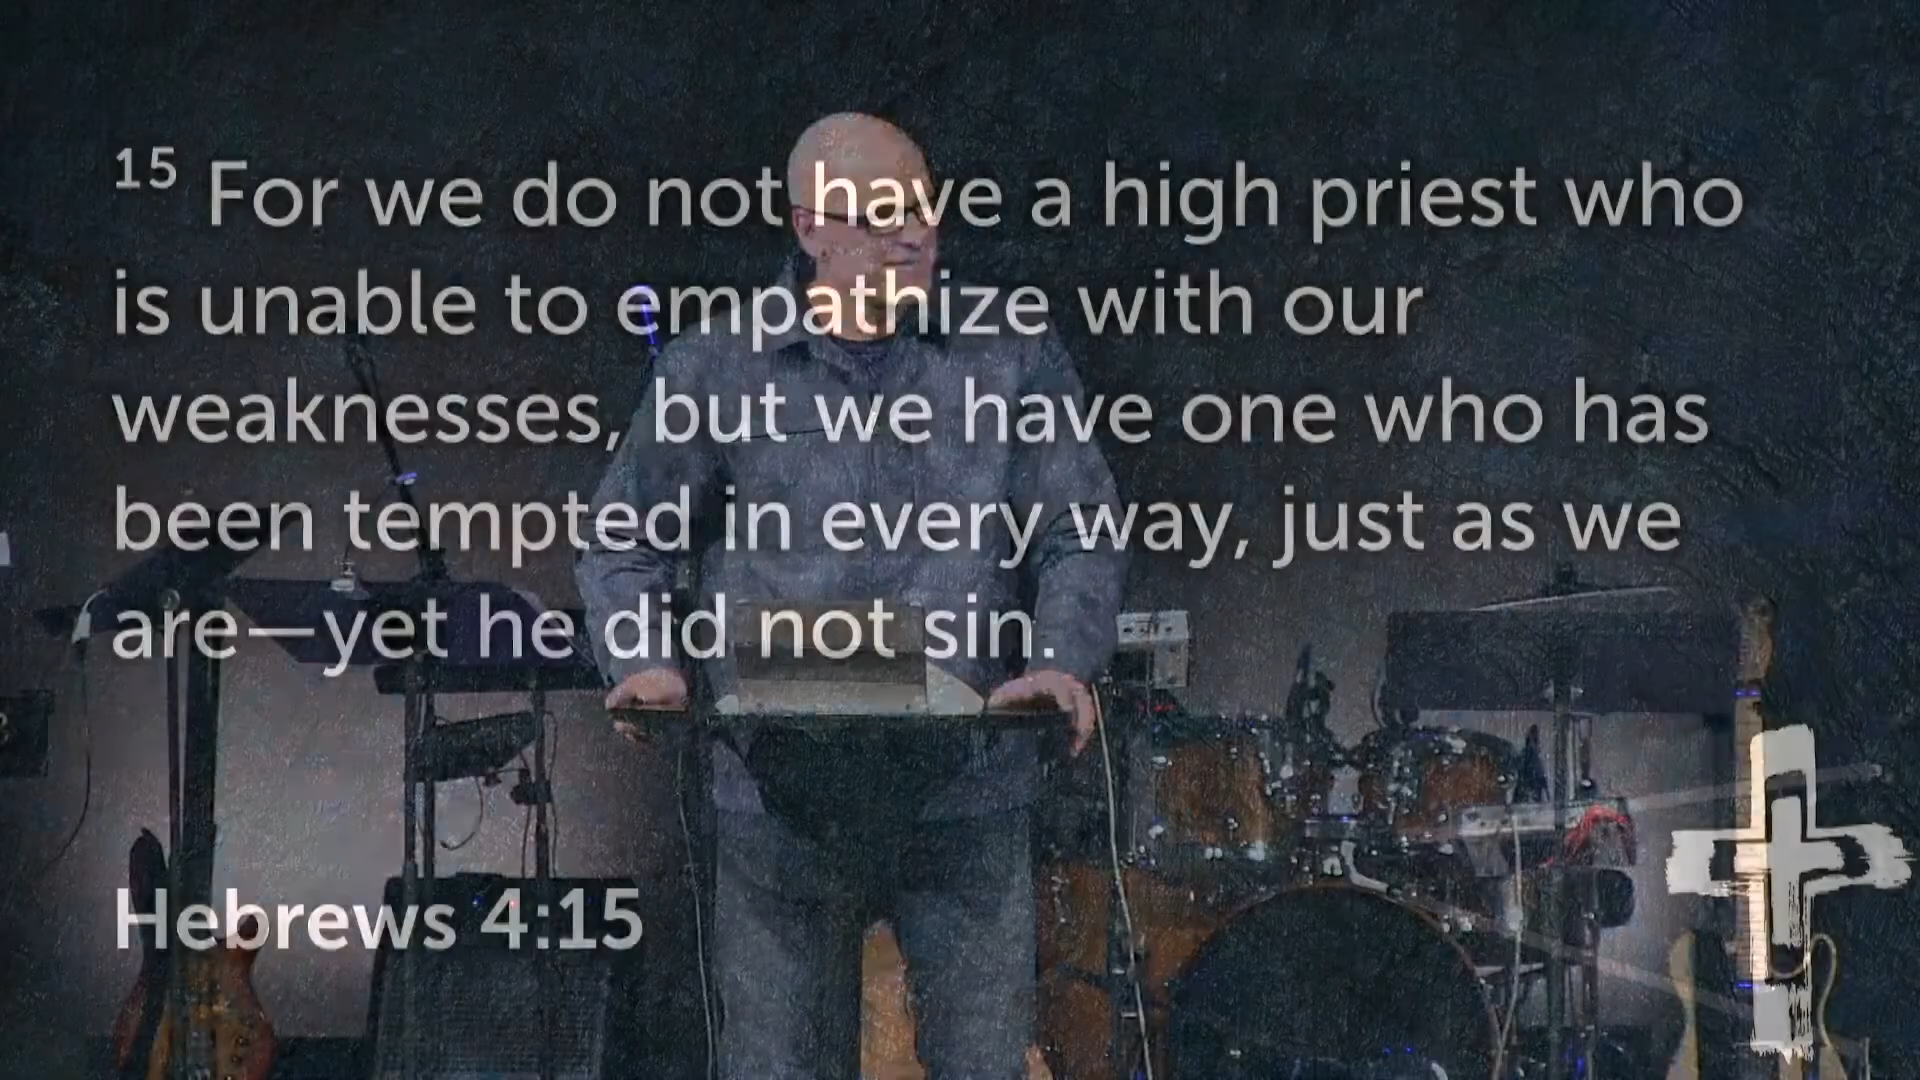 15 For we do not have a high priest who
is unable to empathize with our
weaknesses, but we have one who has
been tempted in every way, just as we
are—yet he did not sin.
Hebrews 4:15